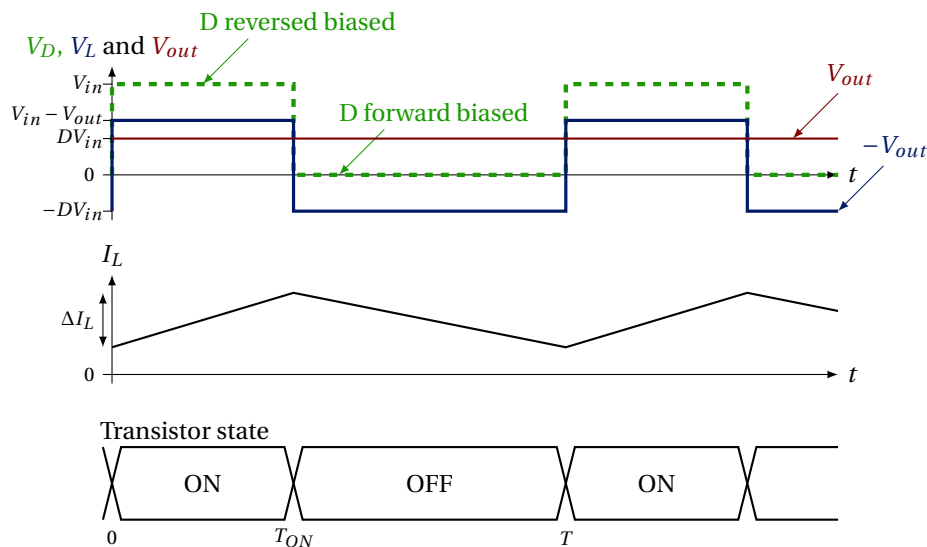 D reversed biased
V_D, V_L and V_out
V_in
V_in − V_out
DV_in
0
−DV_in
D forward biased
V_out
−V_out
t
I_L
ΔI_L
0
t
Transistor state
ON
OFF
ON
0
T_ON
T